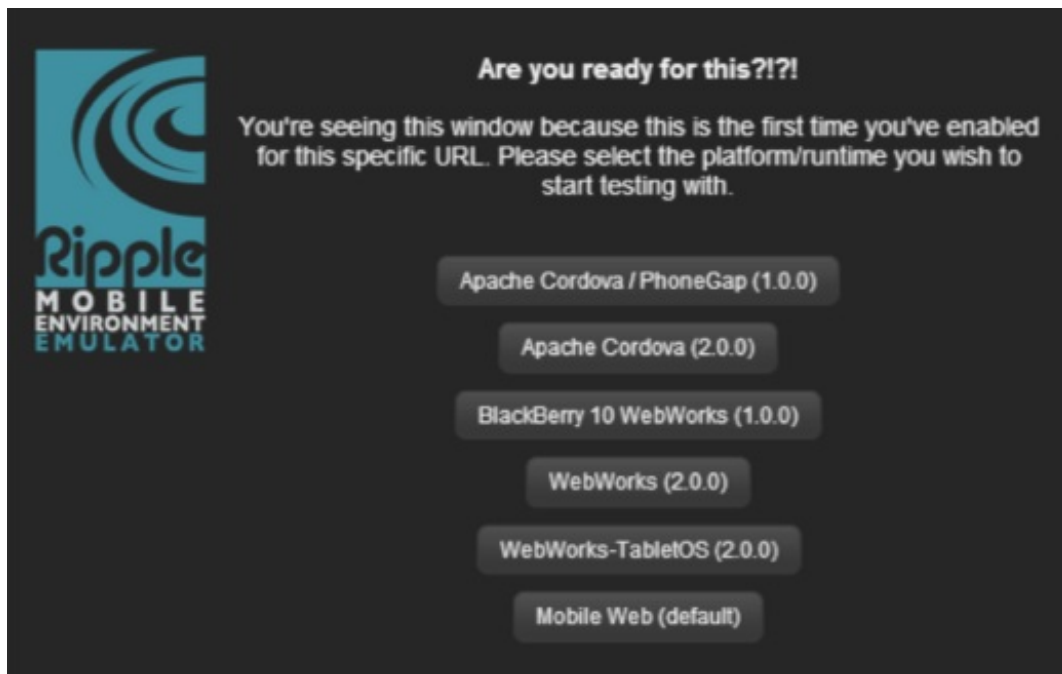 Ripple
MOBILE
ENVIRONMENT
EMULATOR
Are you ready for this?!?!
You're seeing this window because this is the first time you've enabled
for this specific URL. Please select the platform/runtime you wish to
start testing with.
Apache Cordova / PhoneGap (1.0.0)
Apache Cordova (2.0.0)
BlackBerry 10 WebWorks (1.0.0)
WebWorks (2.0.0)
WebWorks-TabletOS (2.0.0)
Mobile Web (default)